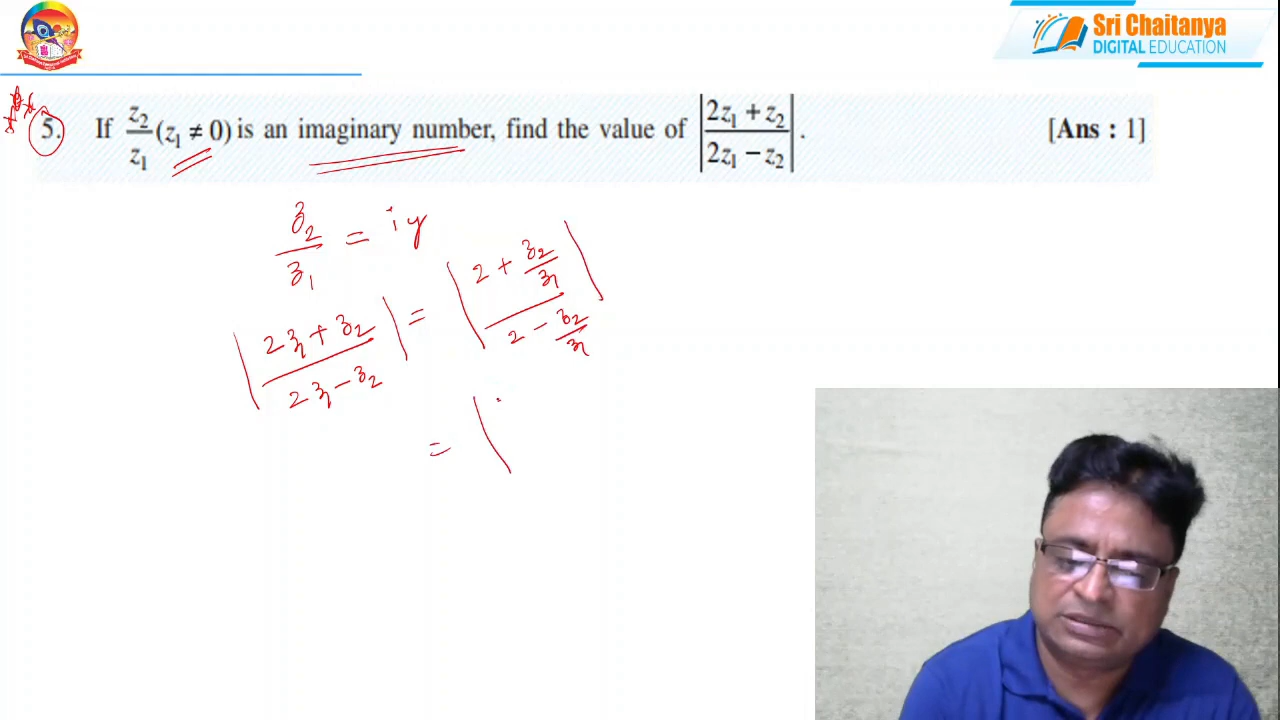 Sri Chaitanya
DIGITAL EDUCATION
5. If z₂/z₁ (z₁ ≠ 0) is an imaginary number, find the value of |(2z₁ + z₂)/(2z₁ − z₂)|. [Ans : 1]
z₂/z₁ = iy
|(2z₁ + z₂)/(2z₁ − z₂)| = |(2 + z₂/z₁)/(2 − z₂/z₁)|
= |